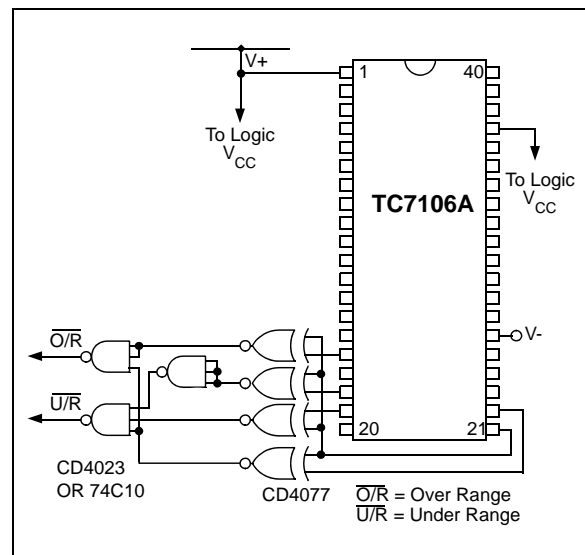 V+
1
40
To Logic
V_CC
To Logic
V_CC
TC7106A
V-
O/R
U/R
20
21
CD4023
OR 74C10
CD4077
O/R = Over Range
U/R = Under Range